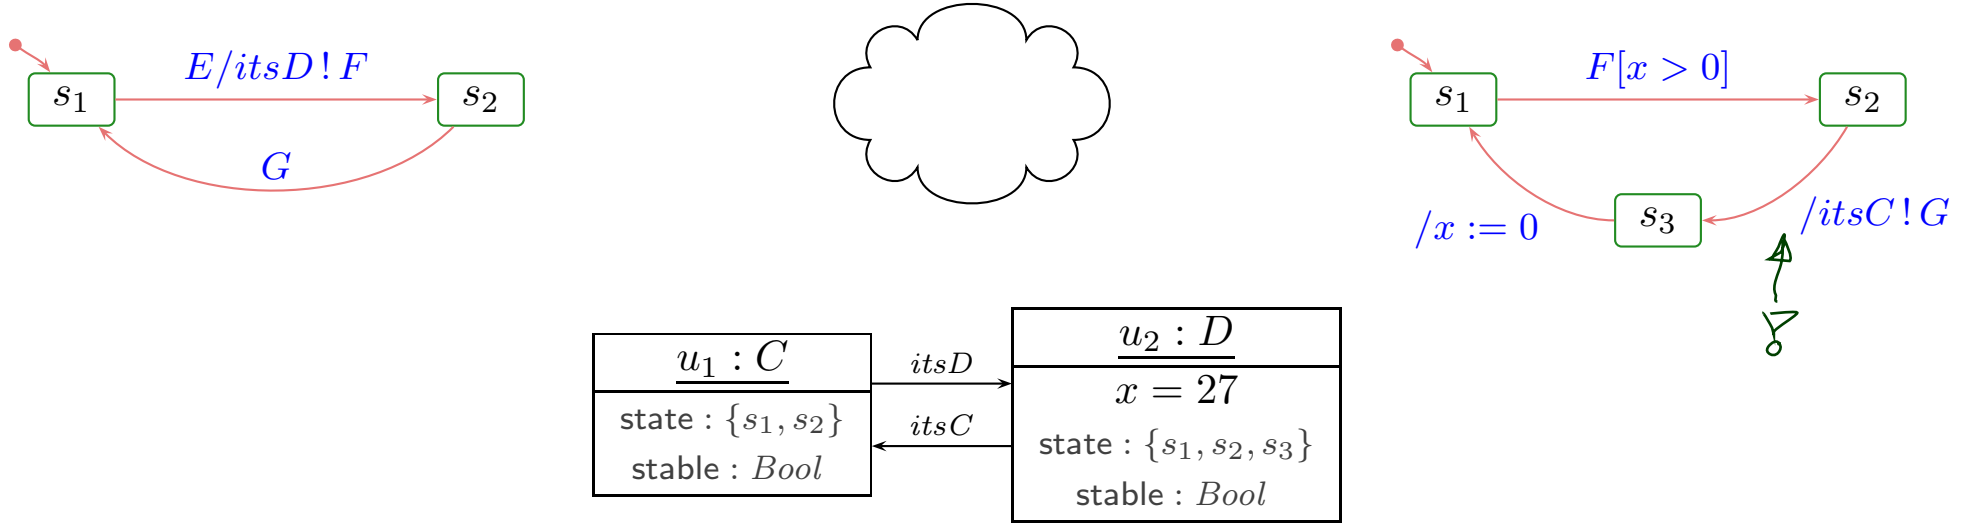 E/itsD ! F
s₁
s₂
G
F[x > 0]
s₁
s₂
s₃
/x := 0
/itsC ! G
u₁ : C
state : {s₁, s₂}
stable : Bool
itsD
itsC
u₂ : D
x = 27
state : {s₁, s₂, s₃}
stable : Bool